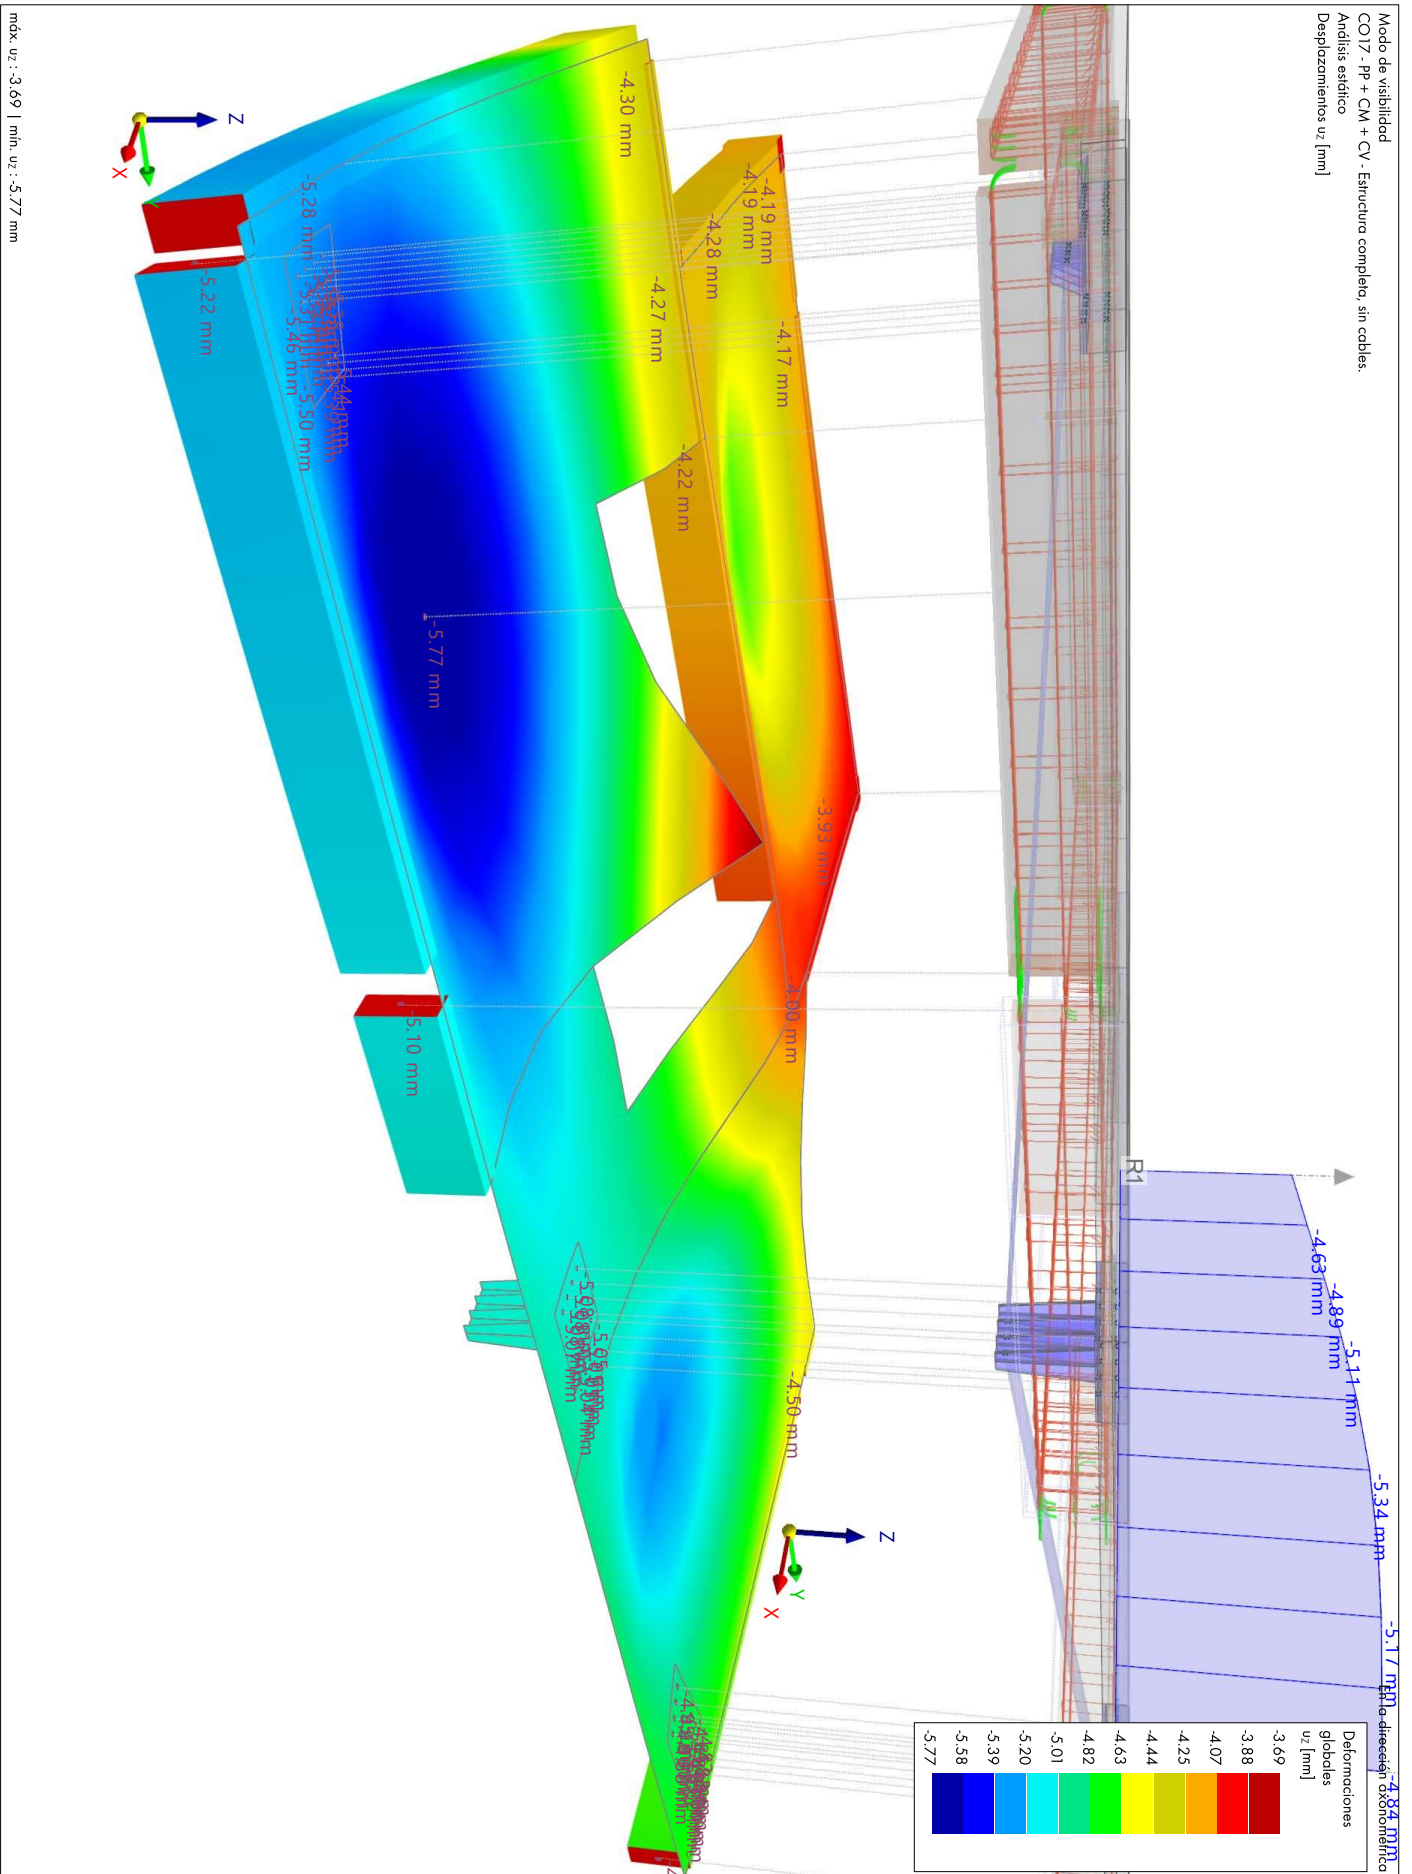 Modo de visibilidad
CO17 - PP + CM + CV - Estructura completa, sin cables.
Análisis estático
Desplazamientos uz [mm]
En la dirección axonométrica
R1
-4.63 mm
-4.89 mm
-5.11 mm
-5.34 mm
-5.17 mm
-4.84 mm
Z
Y
X
-4.30 mm
-4.19 mm
-4.19 mm
-4.28 mm
-4.27 mm
-4.17 mm
-4.22 mm
-3.93 mm
-4.00 mm
-4.50 mm
-5.28 mm
-5.22 mm
-5.46 mm
-5.50 mm
-5.77 mm
-5.10 mm
-5.08
Z
X
Deformaciones
globales
uz [mm]
-3.69
-3.88
-4.07
-4.25
-4.44
-4.63
-4.82
-5.01
-5.20
-5.39
-5.58
-5.77
máx. uz : -3.69 | mín. uz : -5.77 mm